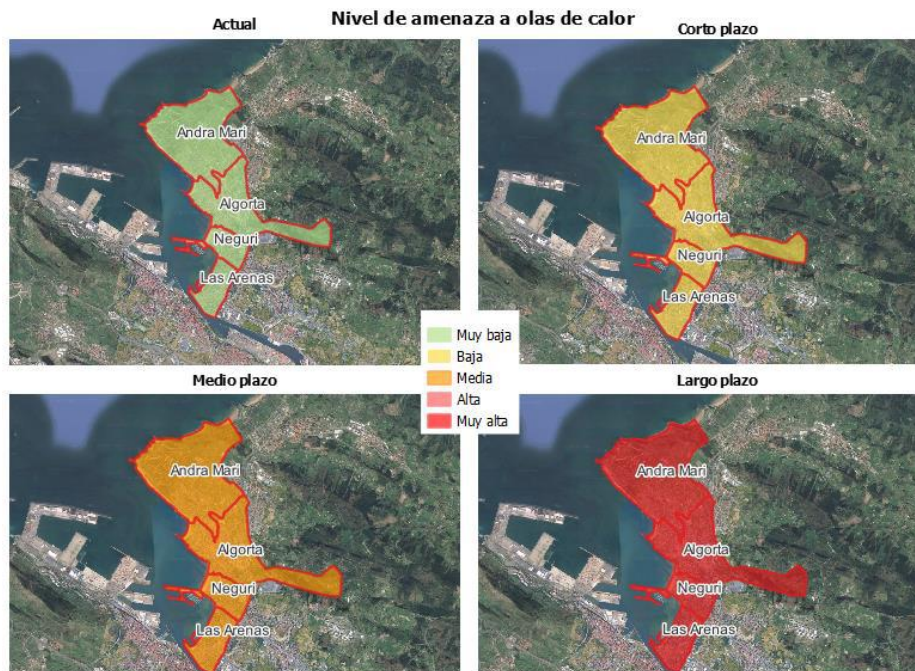 Nivel de amenaza a olas de calor
Actual
Corto plazo
Andra Mari
Algorta
Neguri
Las Arenas
Andra Mari
Algorta
Neguri
Las Arenas
Muy baja
Baja
Media
Alta
Muy alta
Medio plazo
Largo plazo
Andra Mari
Algorta
Neguri
Las Arenas
Andra Mari
Algorta
Neguri
Las Arenas